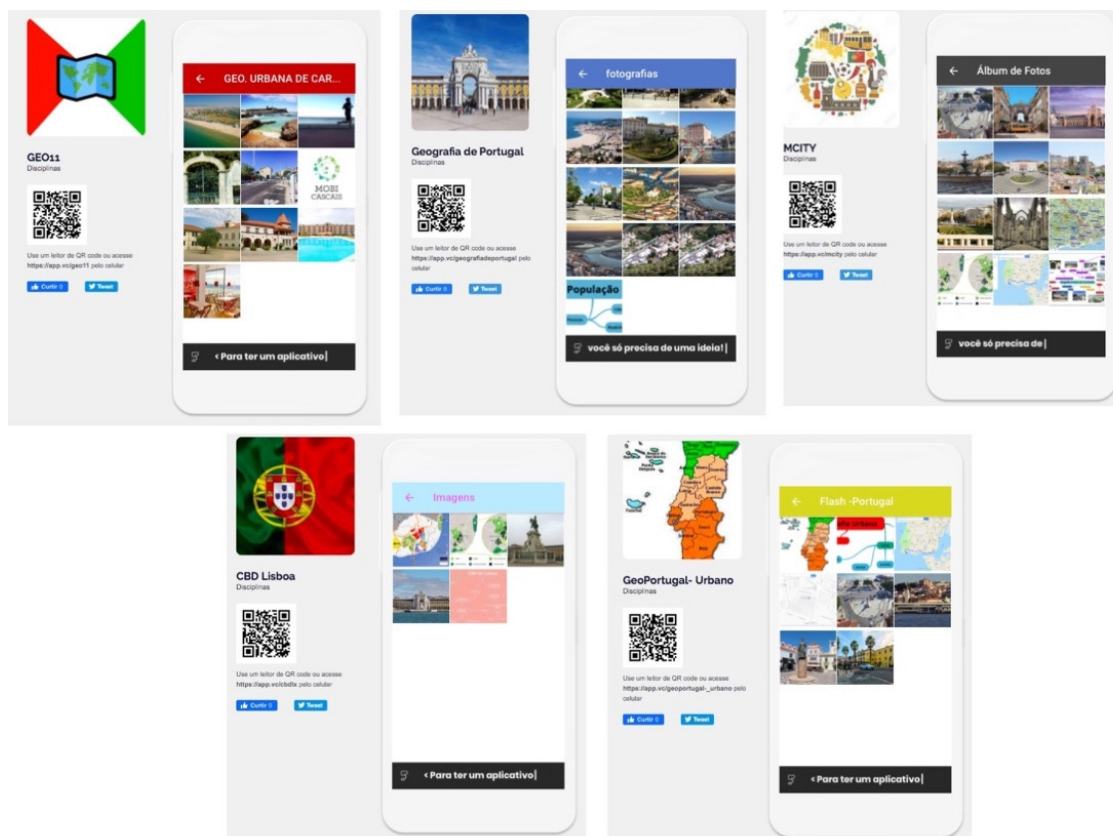 GEO11
Disciplinas
Use um leitor de QR code ou acesse
https://app.vc/geo11 pelo celular
Curtir 0
Tweet
GEO. URBANA DE CAR...
MOBI
CASCAIS
< Para ter um aplicativo|
Geografia de Portugal
Disciplinas
Use um leitor de QR code ou acesse
https://app.vc/geografiadeportugal pelo
celular
Curtir 0
Tweet
fotografias
População
você só precisa de uma ideia!|
MCITY
Disciplinas
Use um leitor de QR code ou acesse
https://app.vc/mcity pelo celular
Curtir 0
Tweet
Álbum de Fotos
você só precisa de|
CBD Lisboa
Disciplinas
Use um leitor de QR code ou acesse
https://app.vc/cbdlx pelo celular
Curtir 0
Tweet
Imagens
< Para ter um aplicativo|
GeoPortugal- Urbano
Disciplinas
Use um leitor de QR code ou acesse
https://app.vc/geoportugal-_urbano pelo
celular
Curtir 0
Tweet
Flash -Portugal
< Para ter um aplicativo|